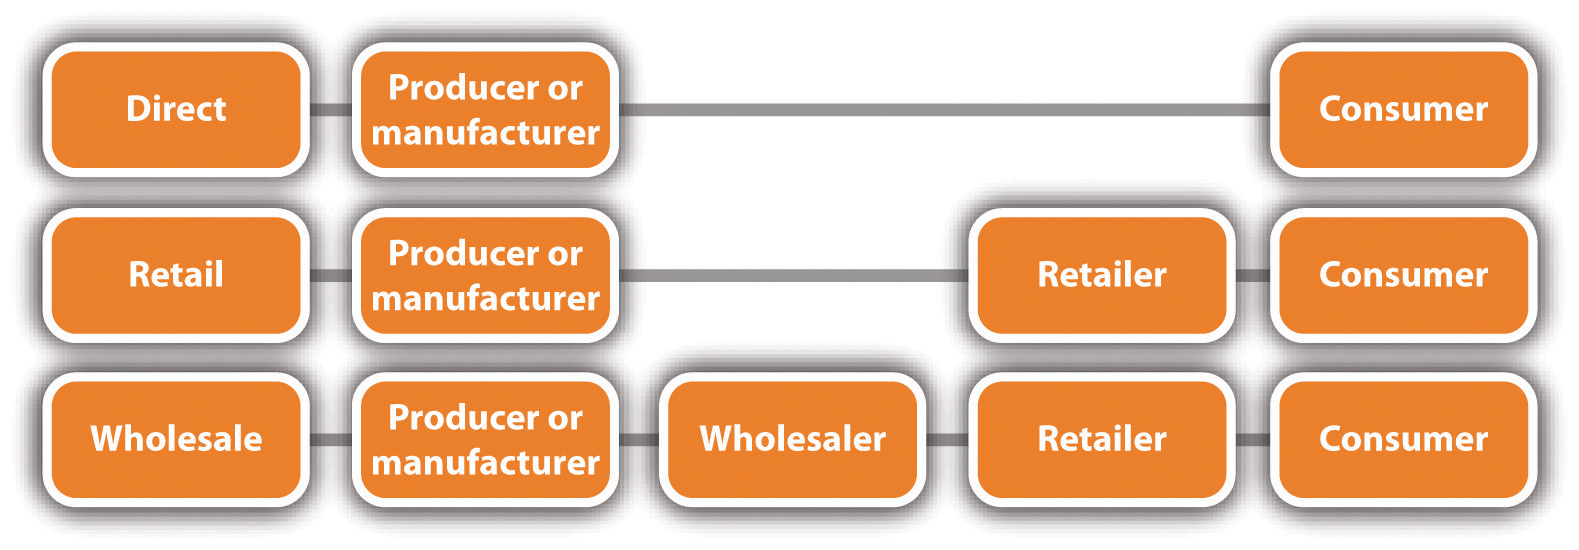 Direct
Producer or
manufacturer
Consumer
Retail
Producer or
manufacturer
Retailer
Consumer
Wholesale
Producer or
manufacturer
Wholesaler
Retailer
Consumer